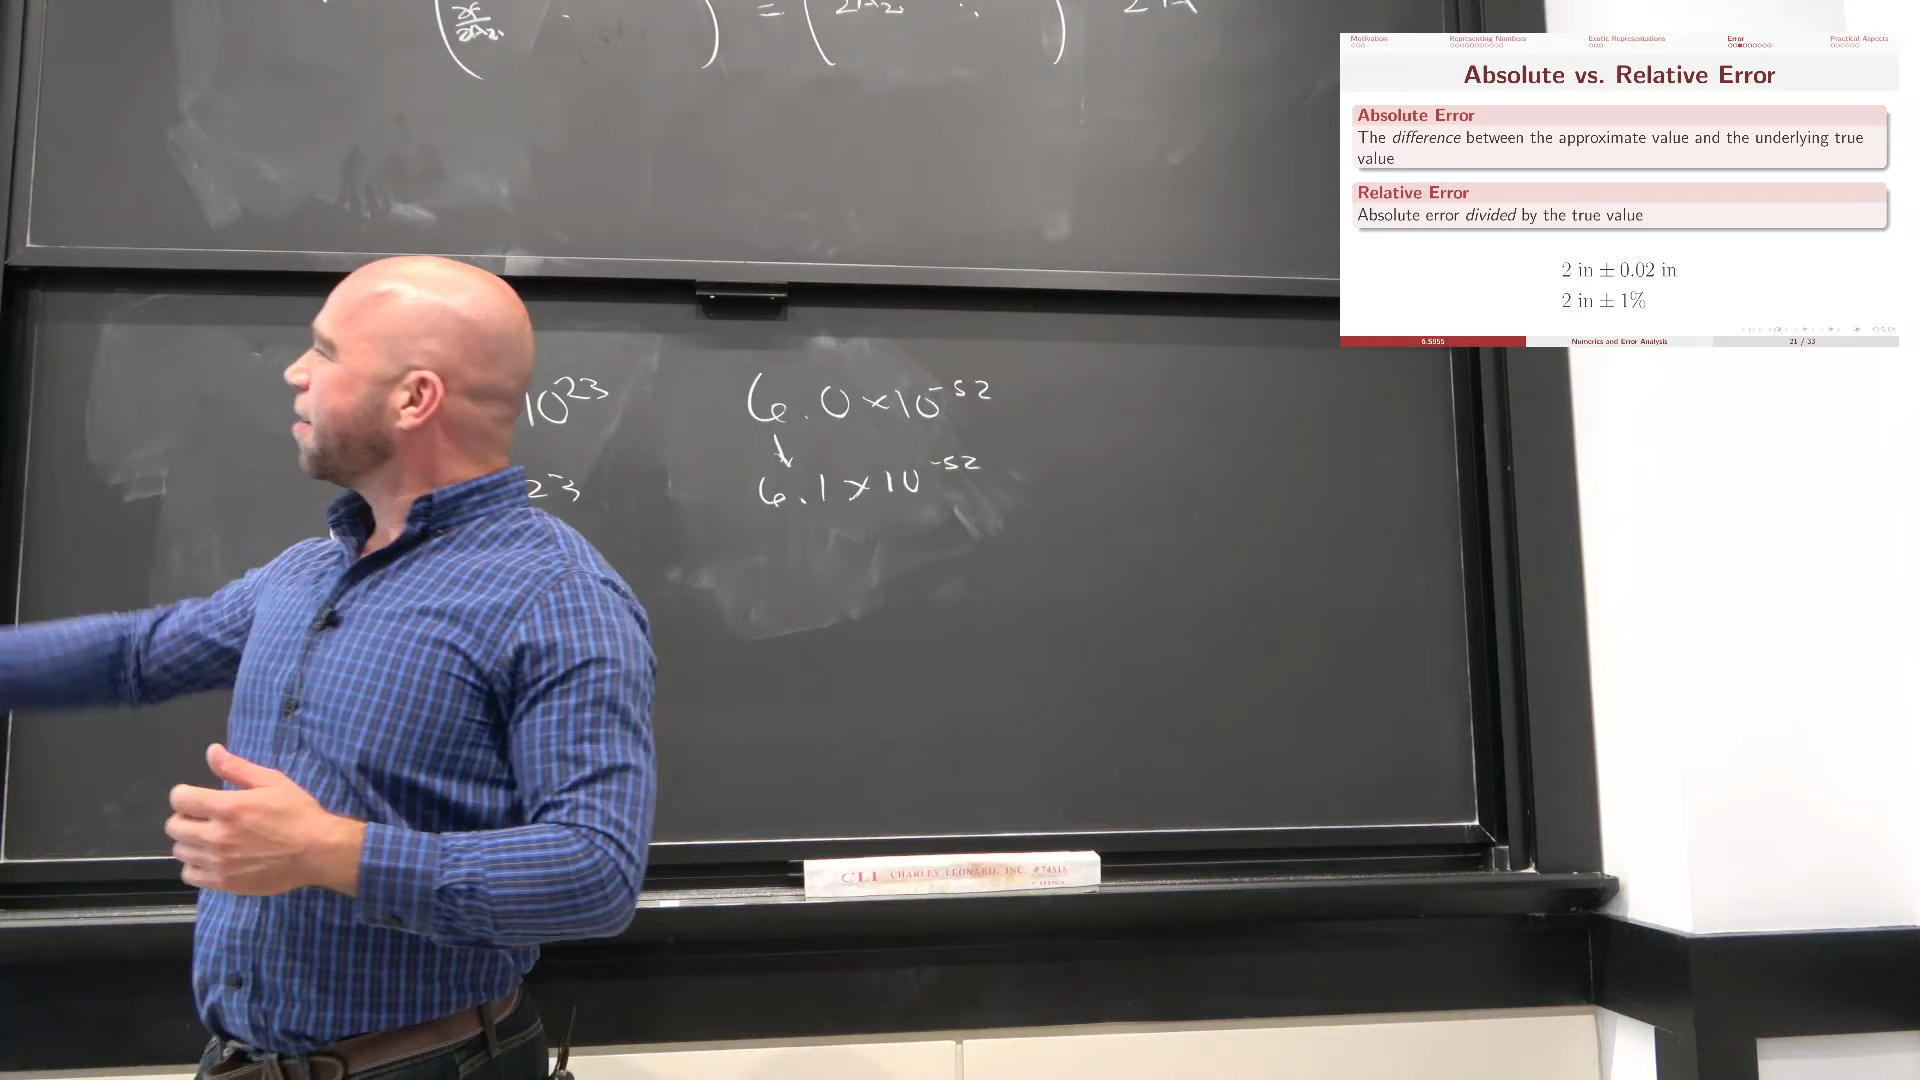 10^23
23
6.0×10^-52
6.1×10^-52
CLI CHARLES LEONARD, INC. #74518
CHINA
Motivation Representing Numbers Exotic Representations Error Practical Aspects
Absolute vs. Relative Error
Absolute Error
The difference between the approximate value and the underlying true
value
Relative Error
Absolute error divided by the true value
2 in ± 0.02 in
2 in ± 1%
6.S955 Numerics and Error Analysis 21 / 33